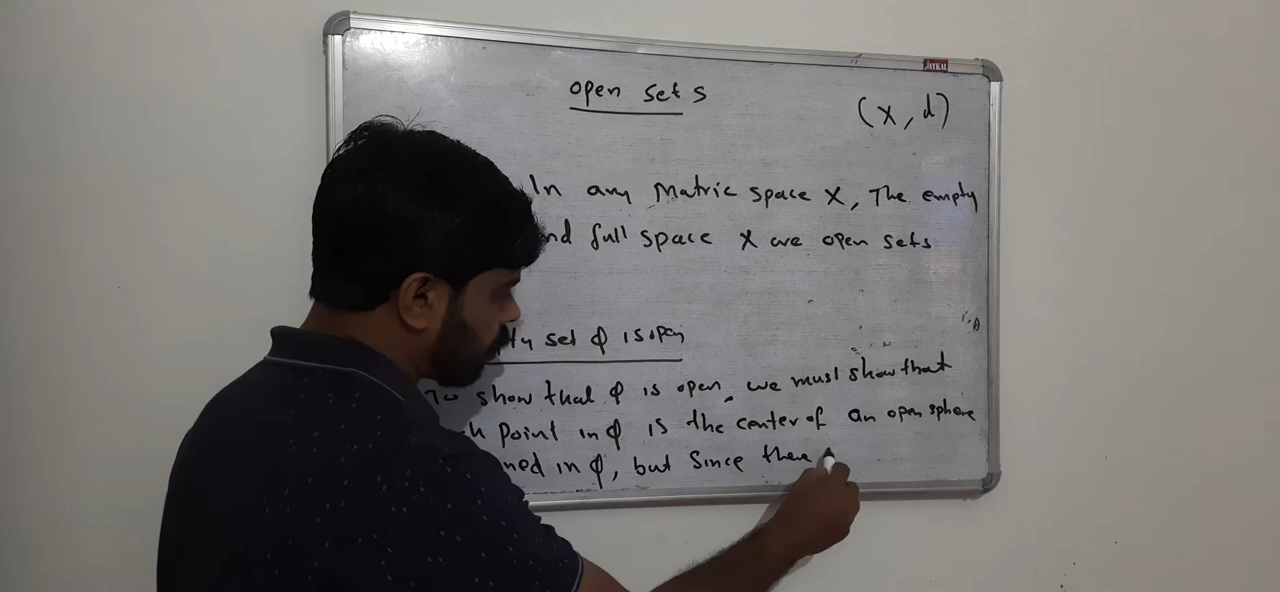 JAYKAL
open sets
(X, d)
In any Matric space X, The empty
nd full space X are open sets
ty set φ is open
To show that φ is open, we must show that
h point in φ is the center of an open sphere
ned in φ, but since there